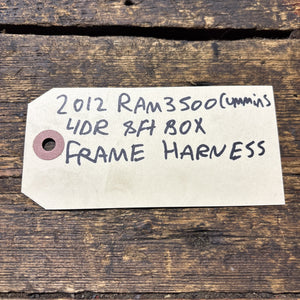 2012 RAM3500 Cummins
4DR 8Ft BOX
FRAME HARNESS